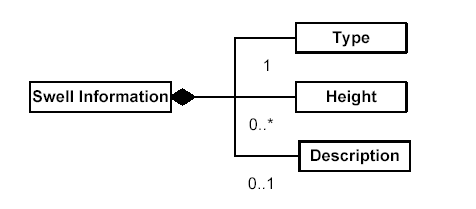 Type
1
Swell Information
Height
0..*
Description
0..1